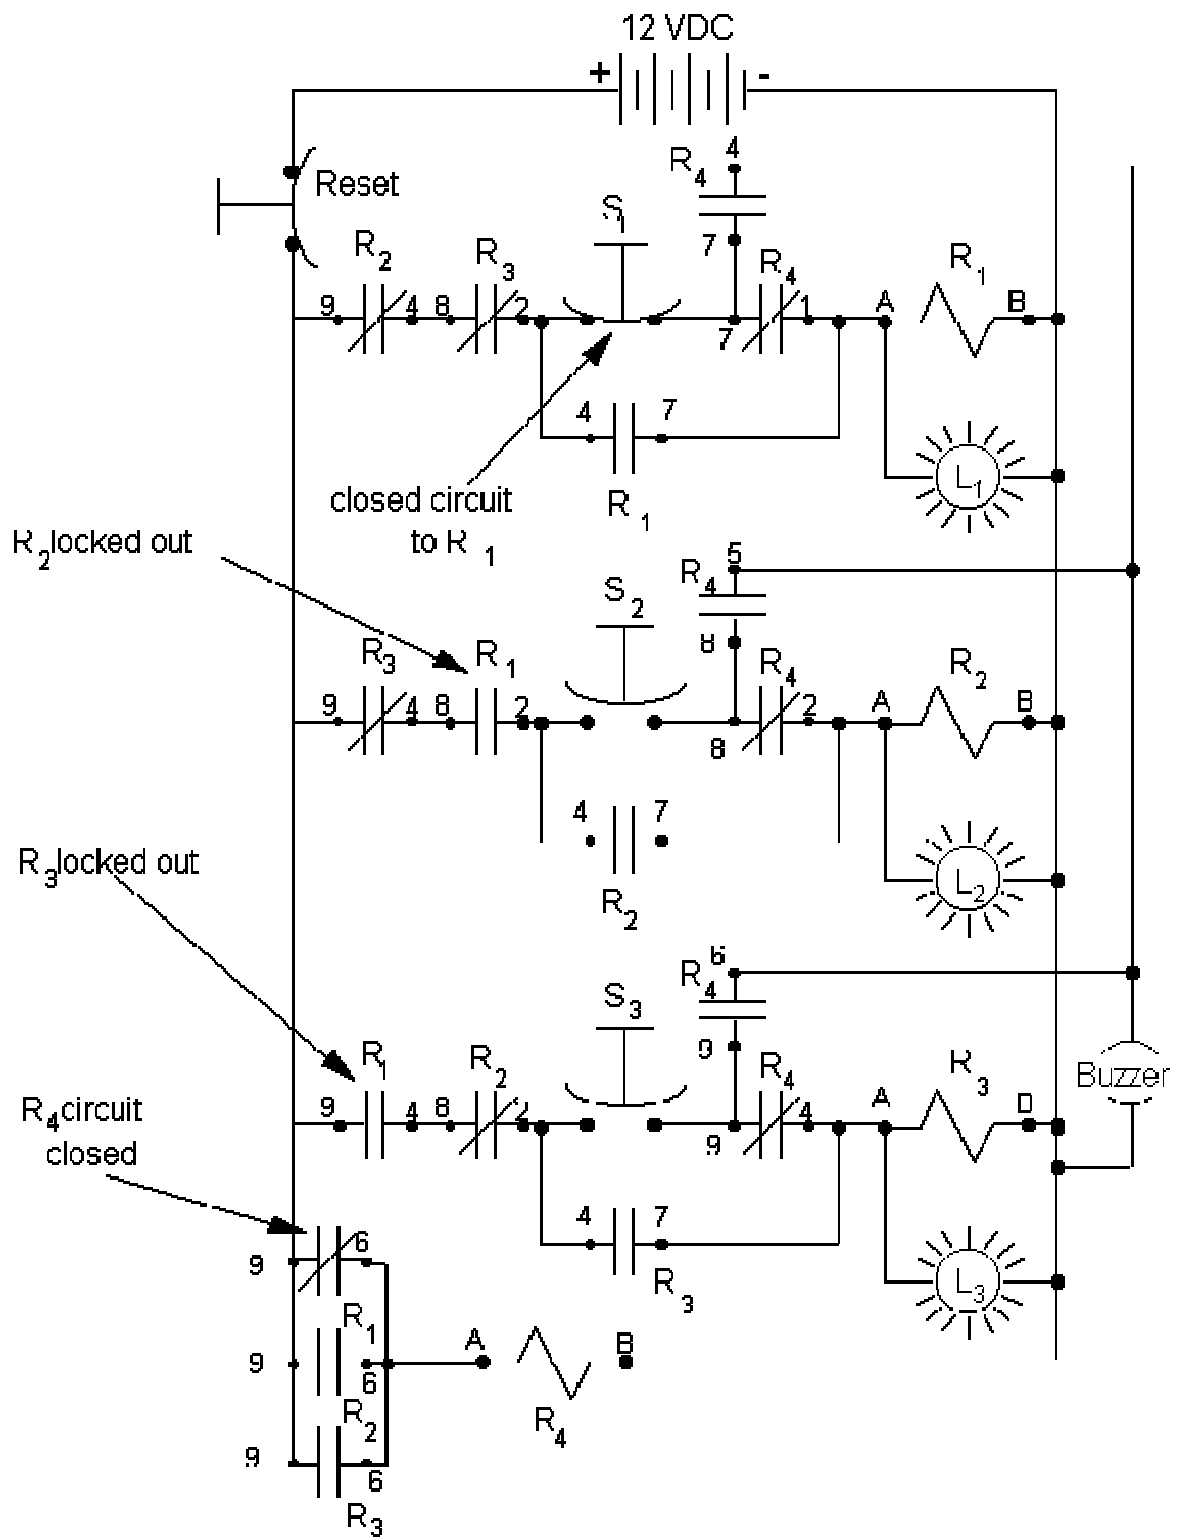 12 VDC
+ -
4
R4
Reset
S1
7
R2 R3 R4 R1
9 4 8 2 7 1 A B
4 7
closed circuit
to R1
R1
L1
R2 locked out
5
R4
S2
8
R3 R1 R4 R2
9 4 8 2 8 2 A B
4 7
R3 locked out
R2
L2
6
R4
S3
9
R1 R2 R4 R3
Buzzer
9 4 8 2 9 4 A
R4 circuit
closed
4 7
9 6
R3
L3
R1
A B
9 6
R4
R2
9 6
R3